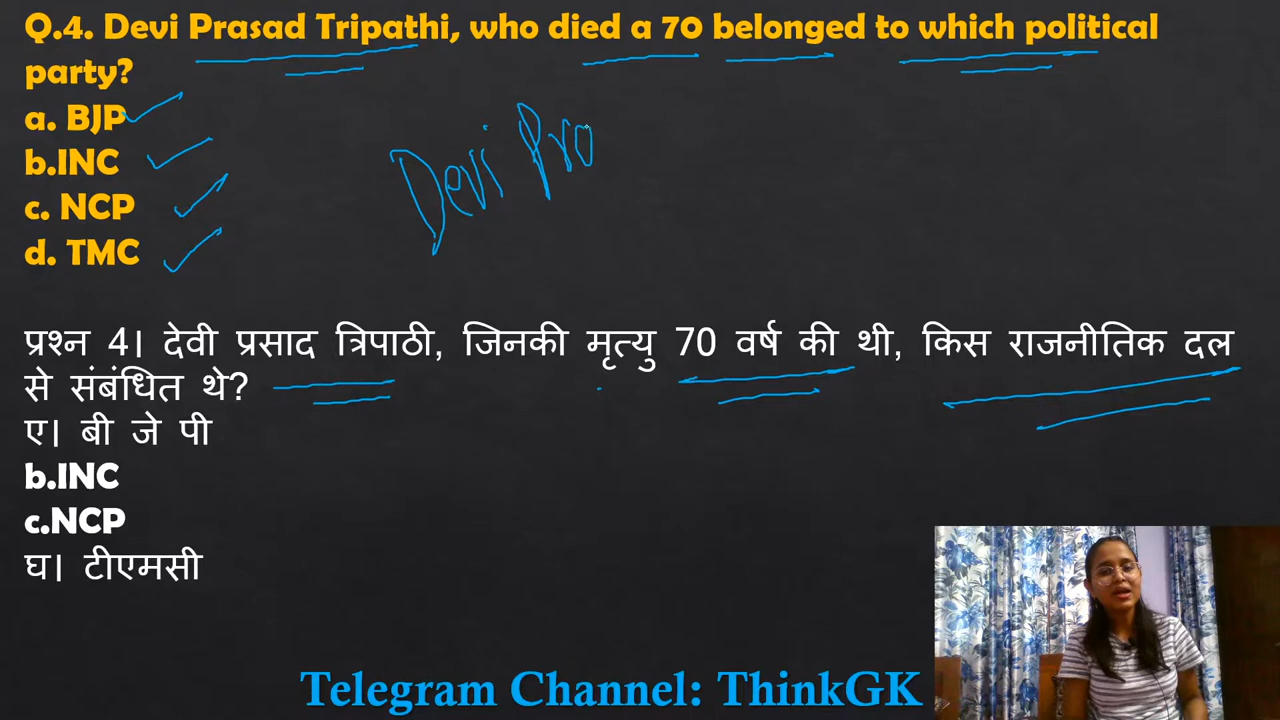 Q.4. Devi Prasad Tripathi, who died a 70 belonged to which political
party?
a. BJP
b.INC
c. NCP
d. TMC
Devi Pro
प्रश्न 4। देवी प्रसाद त्रिपाठी, जिनकी मृत्यु 70 वर्ष की थी, किस राजनीतिक दल
से संबंधित थे?
ए। बी जे पी
b.INC
c.NCP
घ। टीएमसी
Telegram Channel: ThinkGK